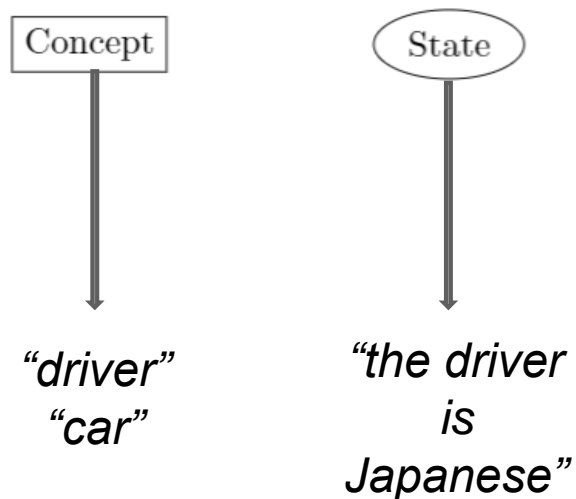 Concept
State
“driver”
“car”
“the driver
is
Japanese”